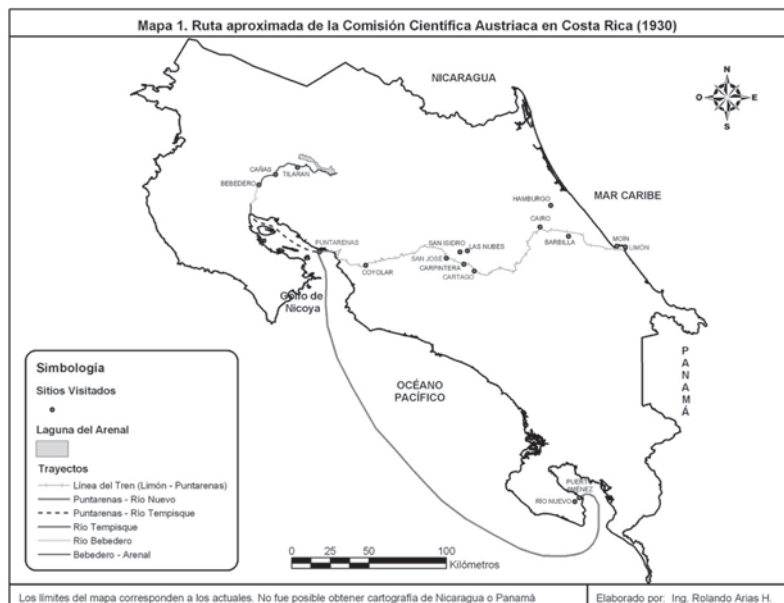 Mapa 1. Ruta aproximada de la Comisión Científica Austriaca en Costa Rica (1930)
NICARAGUA
N
O
E
S
CAÑAS
TILARAN
BEBEDERO
HAMBURGO
MAR CARIBE
CAIRO
BARBILLA
MOÍN
LIMÓN
PUNTARENAS
SAN ISIDRO
LAS NUBES
SAN JOSÉ
COYOLAR
CARPINTERA
CARTAGO
Golfo de
Nicoya
PANAMÁ
OCÉANO
PACÍFICO
PUERTO
JIMÉNEZ
RÍO NUEVO
Simbología
Sitios Visitados
Laguna del Arenal
Trayectos
Línea del Tren (Limón - Puntarenas)
Puntarenas - Río Nuevo
Puntarenas - Río Tempisque
Río Tempisque
Río Bebedero
Bebedero - Arenal
0 25 50 100
Kilómetros
Los límites del mapa corresponden a los actuales. No fue posible obtener cartografía de Nicaragua o Panamá
Elaborado por: Ing. Rolando Arias H.